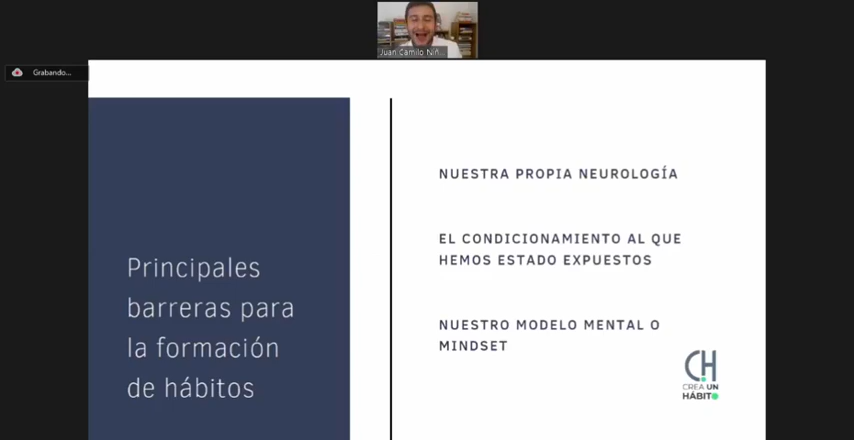 Juan Camilo Niñ...
Grabando...
Principales
barreras para
la formación
de hábitos
NUESTRA PROPIA NEUROLOGÍA
EL CONDICIONAMIENTO AL QUE
HEMOS ESTADO EXPUESTOS
NUESTRO MODELO MENTAL O
MINDSET
CH
CREA UN
HÁBITO